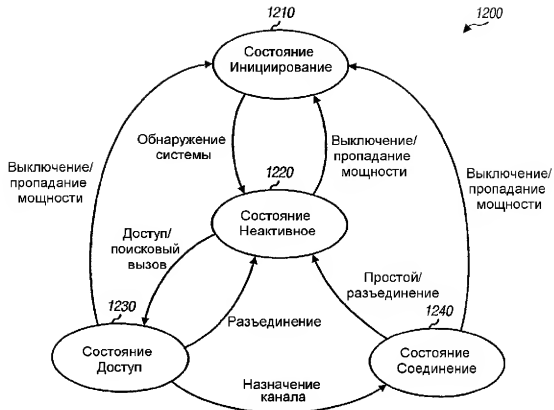 1210
1200
Состояние
Инициирование
Обнаружение
системы
Выключение/
пропадание
мощности
Выключение/
пропадание
мощности
Выключение/
пропадание
мощности
1220
Состояние
Неактивное
Доступ/
поисковый
вызов
Простой/
разъединение
1230
Разъединение
1240
Состояние
Доступ
Состояние
Соединение
Назначение
канала